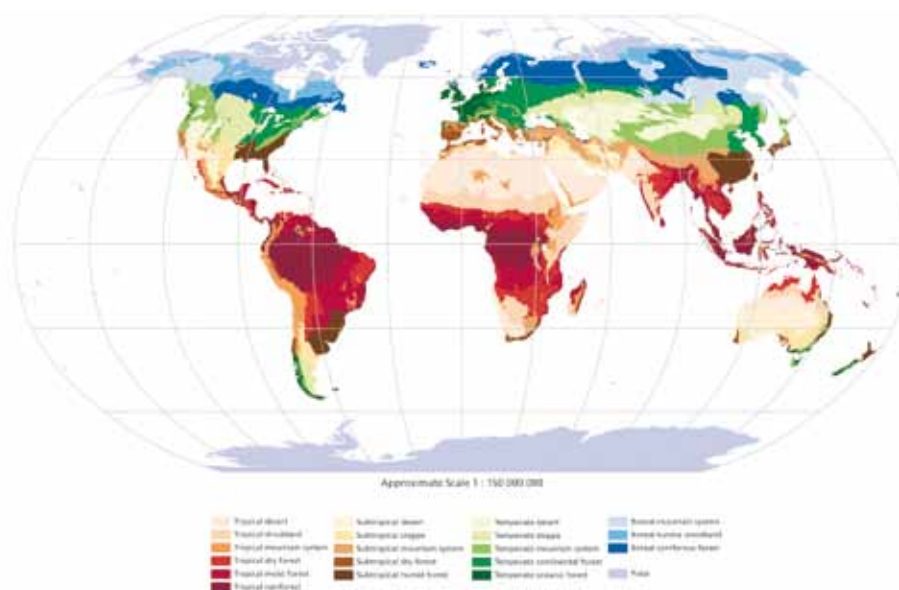 Approximate Scale 1 : 150 000 000
Tropical desert
Tropical shrubland
Tropical mountain system
Tropical dry forest
Tropical moist forest
Tropical rainforest
Subtropical desert
Subtropical steppe
Subtropical mountain system
Subtropical dry forest
Subtropical humid forest
Temperate desert
Temperate steppe
Temperate mountain system
Temperate continental forest
Temperate oceanic forest
Boreal mountain system
Boreal tundra woodland
Boreal coniferous forest
Polar